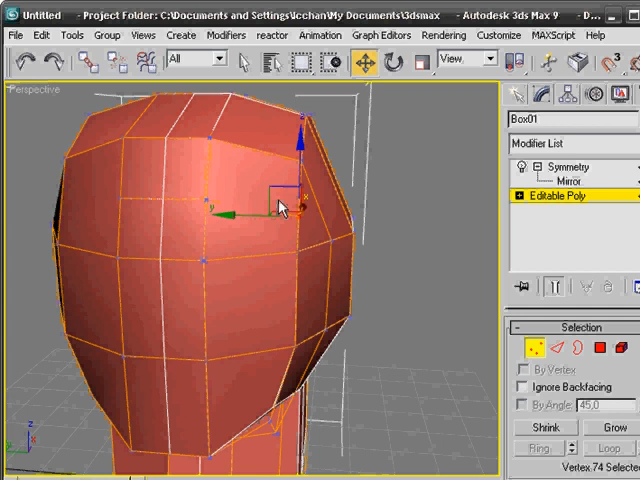 Untitled - Project Folder: C:\Documents and Settings\lcchan\My Documents\3dsmax - Autodesk 3ds Max 9 - D...
File Edit Tools Group Views Create Modifiers reactor Animation Graph Editors Rendering Customize MAXScript Help
All
View
Perspective
Box01
Modifier List
Symmetry
Mirror
Editable Poly
Selection
By Vertex
Ignore Backfacing
By Angle: 45,0
Shrink Grow
Ring Loop
Vertex 74 Selected
z
y
x
z
y
x